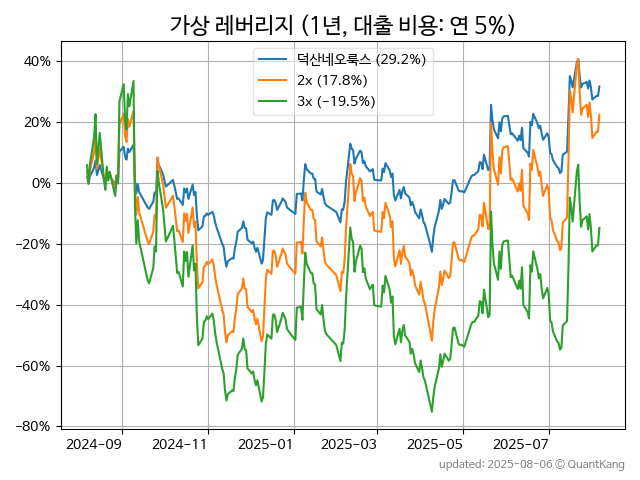 가상 레버리지 (1년, 대출 비용: 연 5%)
덕산네오룩스 (29.2%)
2x (17.8%)
3x (−19.5%)
40%
20%
0%
−20%
−40%
−60%
−80%
2024-09 2024-11 2025-01 2025-03 2025-05 2025-07
updated: 2025-08-06 © QuantKang